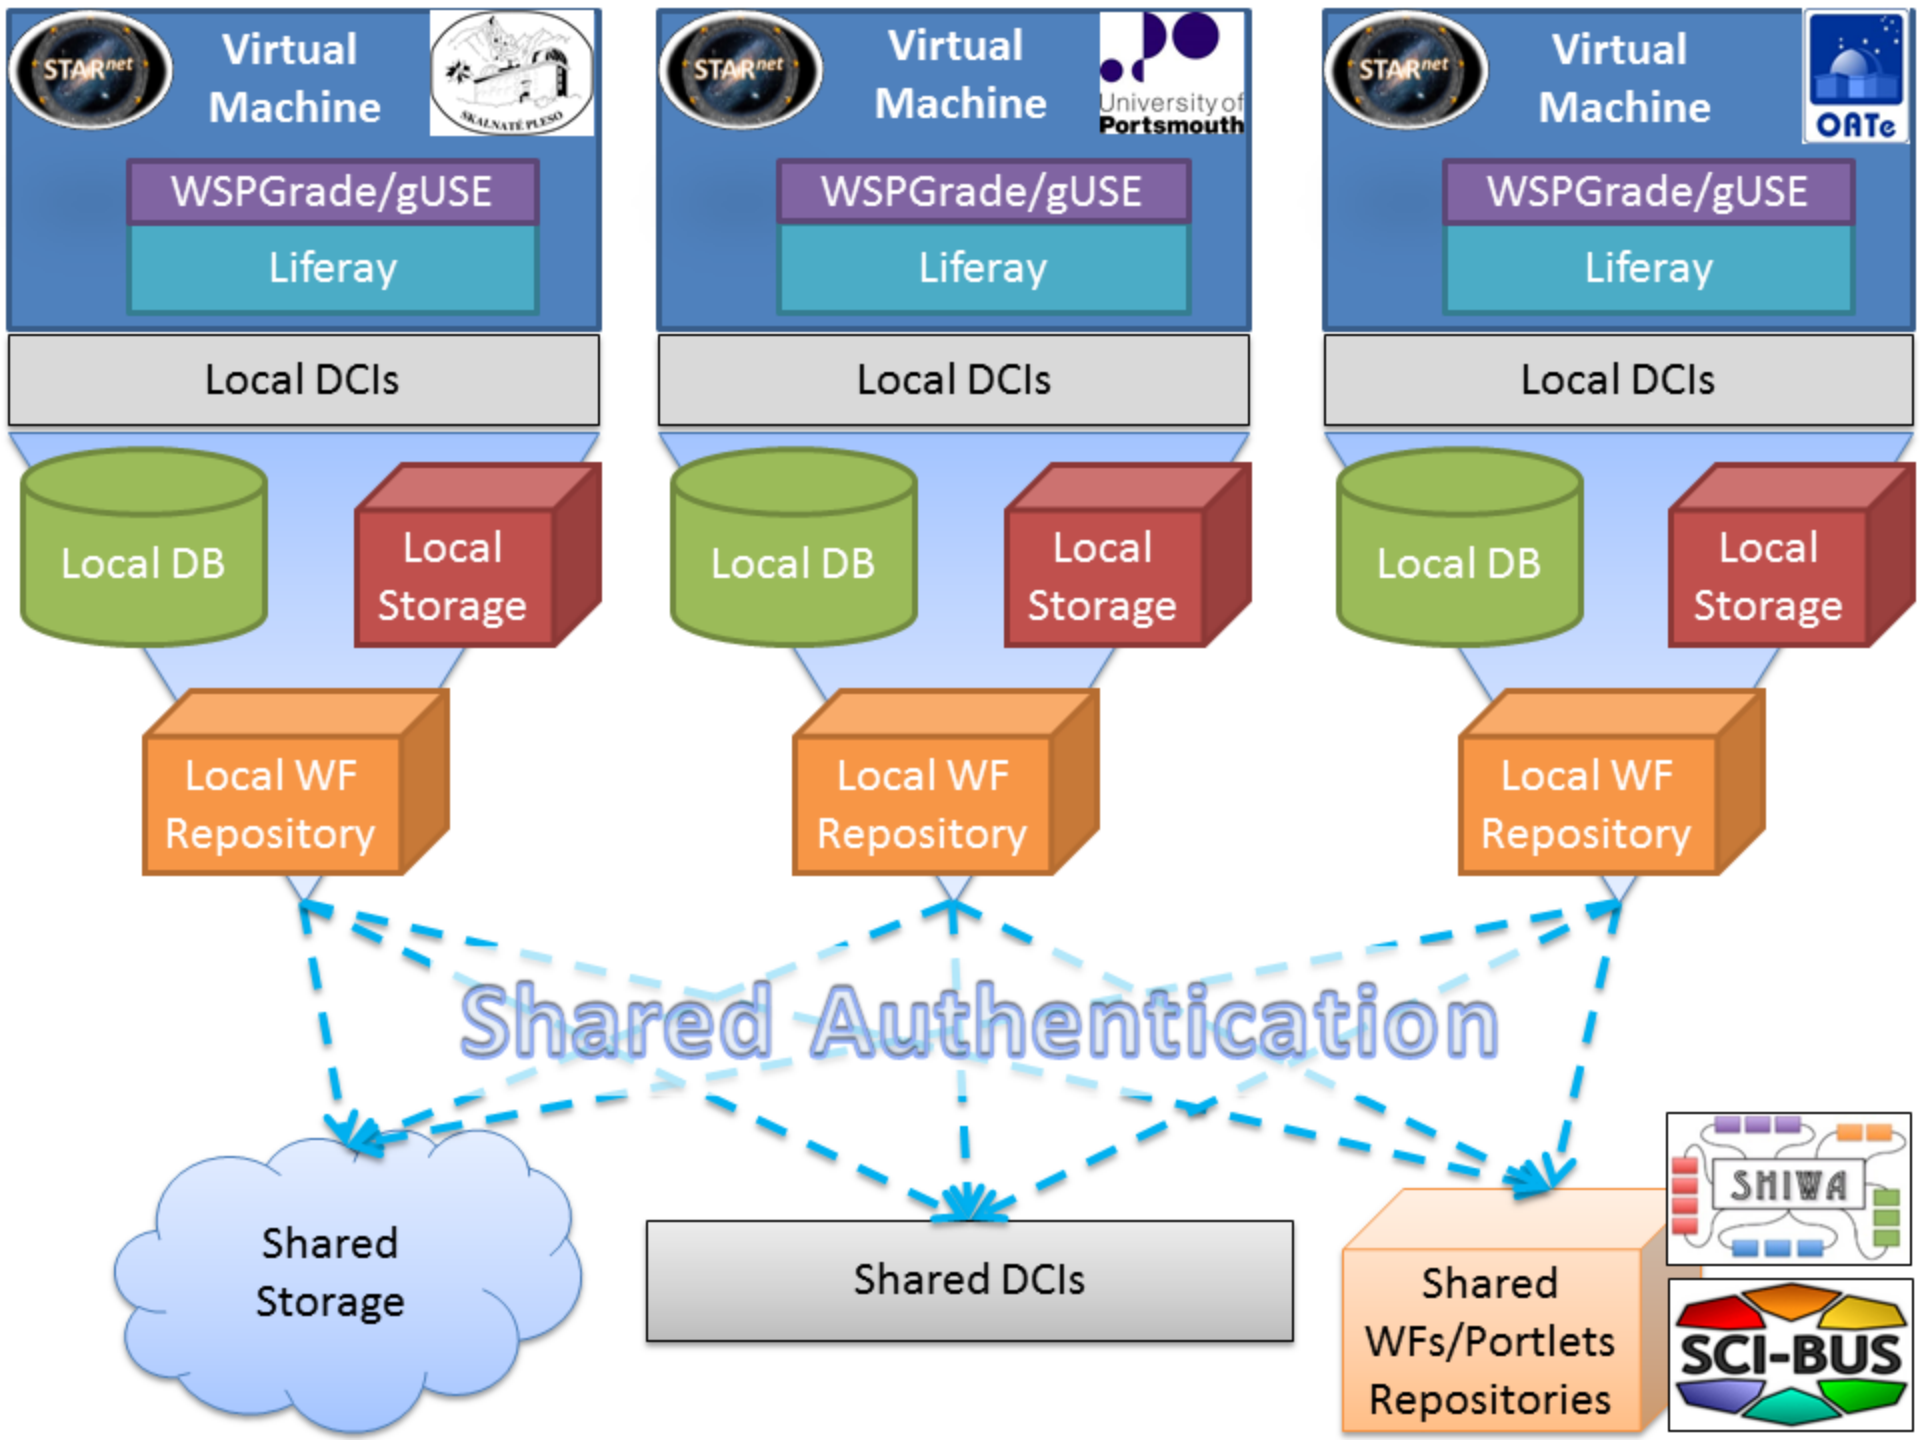 STARnet
Virtual
Machine
SKALNATÉ PLESO
WSPGrade/gUSE
Liferay
Local DCIs
Local DB
Local
Storage
Local WF
Repository
STARnet
Virtual
Machine
University of
Portsmouth
WSPGrade/gUSE
Liferay
Local DCIs
Local DB
Local
Storage
Local WF
Repository
STARnet
Virtual
Machine
OATe
WSPGrade/gUSE
Liferay
Local DCIs
Local DB
Local
Storage
Local WF
Repository
Shared Authentication
Shared
Storage
Shared DCIs
Shared
WFs/Portlets
Repositories
SHIWA
SCI-BUS